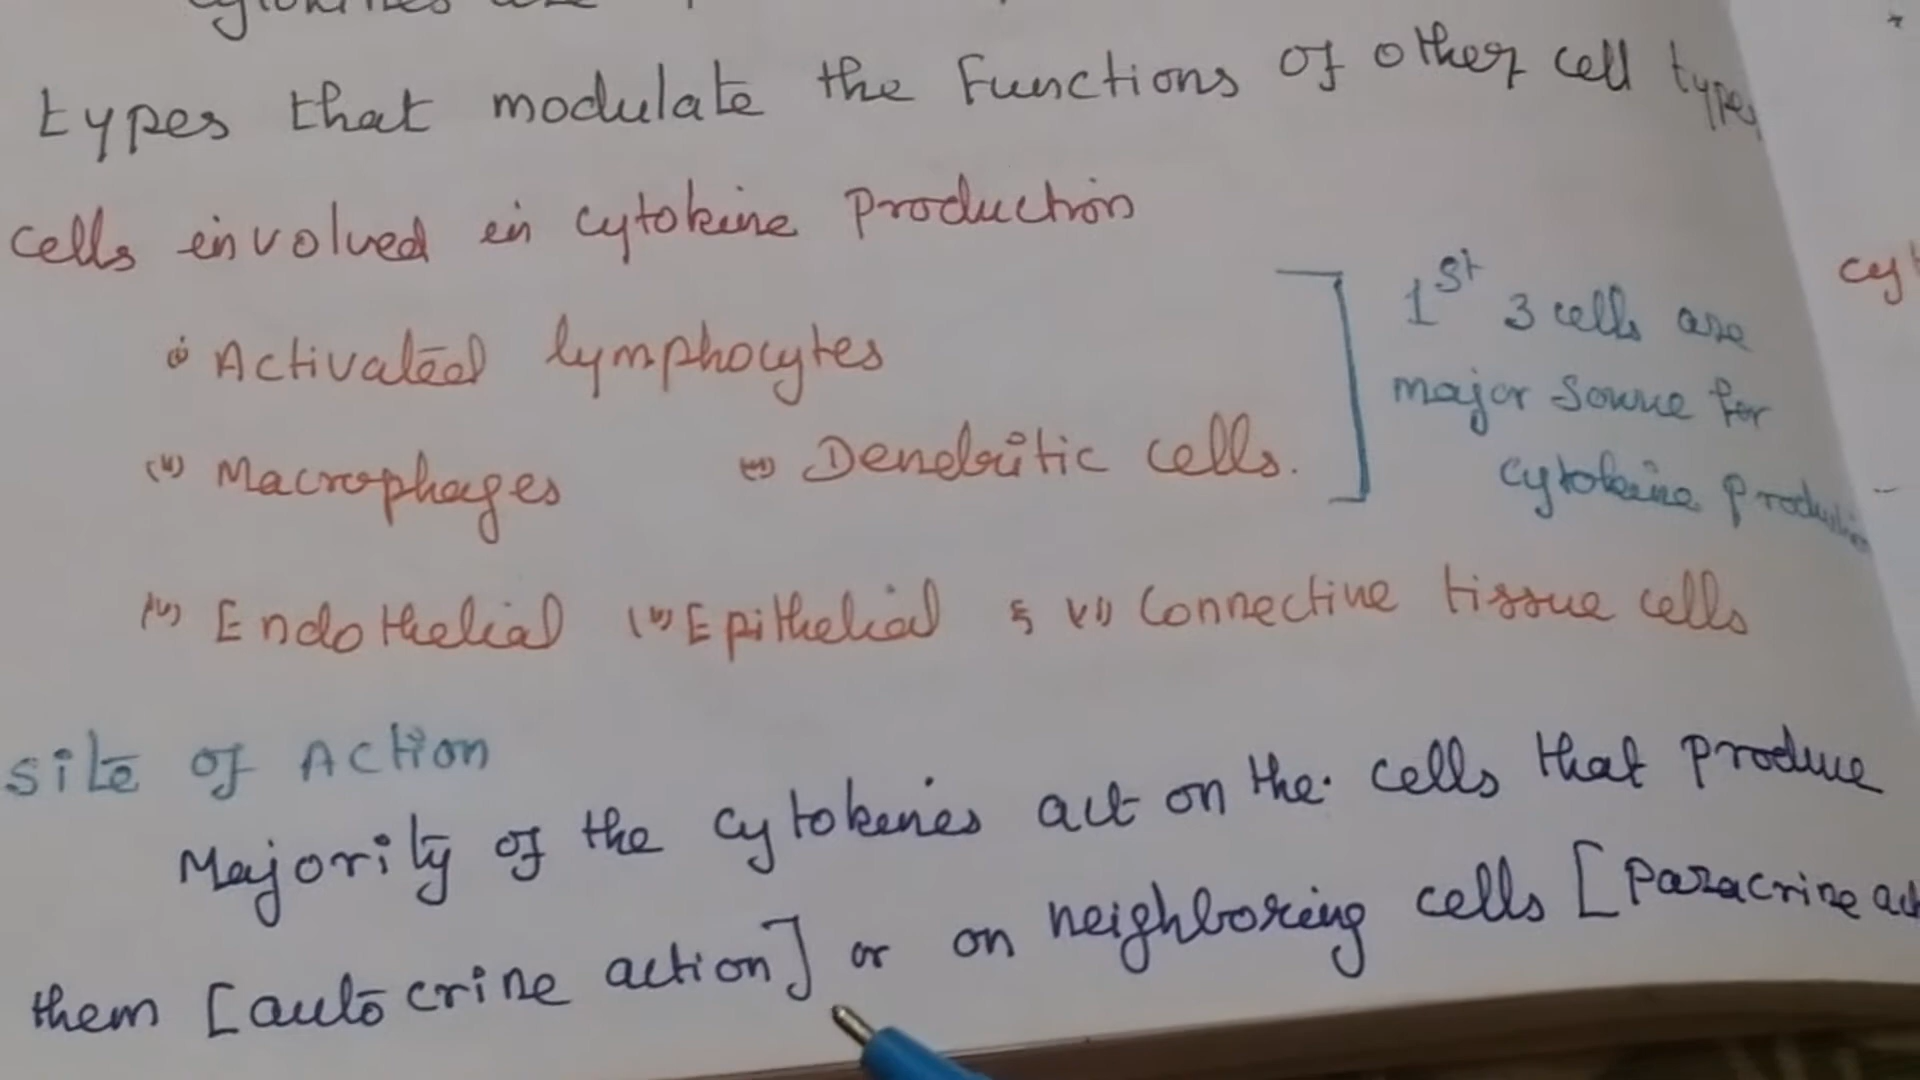 types that modulate the Functions of other cell types
cells involved in cytokine Production
(i) Activated lymphocytes
(ii) Macrophages (iii) Dendritic cells.
1st 3 cells are
major source for
cytokine production
(iv) Endothelial (v) Epithelial & vi) Connective tissue cells
Site of Action
Majority of the cytokines act on the cells that produce
them [autocrine action] or on neighboring cells [Paracrine act
cyt